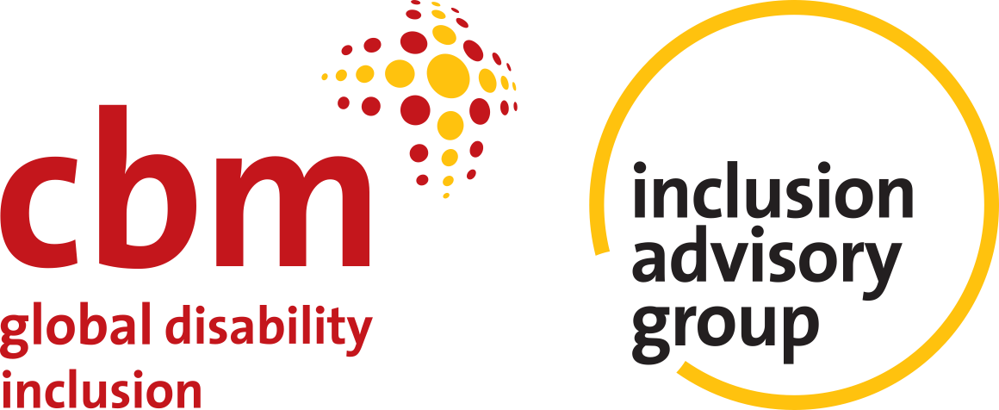 cbm
global disability
inclusion
inclusion
advisory
group